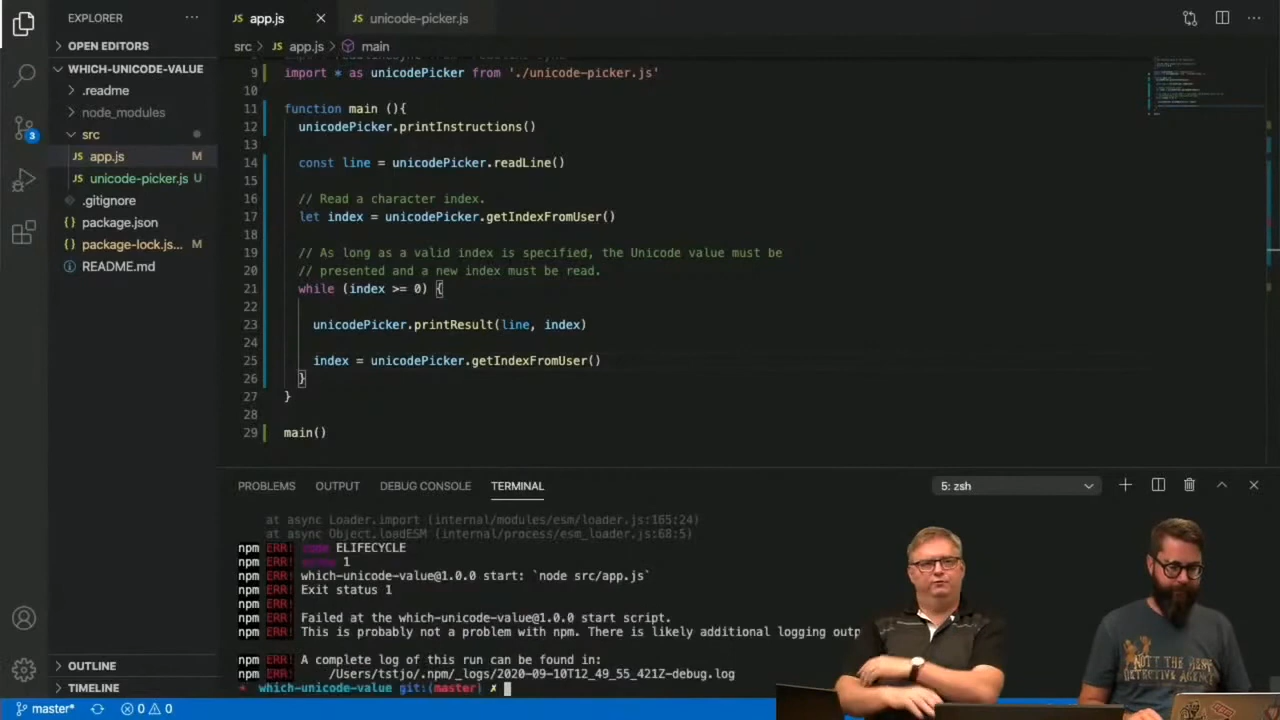 EXPLORER
OPEN EDITORS
WHICH-UNICODE-VALUE
.readme
node_modules
src
JS app.js M
JS unicode-picker.js U
.gitignore
{} package.json
{} package-lock.js... M
README.md
OUTLINE
TIMELINE
3
JS app.js
JS unicode-picker.js
src > JS app.js > main
9 import * as unicodePicker from './unicode-picker.js'
10
11 function main (){
12 unicodePicker.printInstructions()
13
14 const line = unicodePicker.readLine()
15
16 // Read a character index.
17 let index = unicodePicker.getIndexFromUser()
18
19 // As long as a valid index is specified, the Unicode value must be
20 // presented and a new index must be read.
21 while (index >= 0) {
22
23 unicodePicker.printResult(line, index)
24
25 index = unicodePicker.getIndexFromUser()
26 }
27 }
28
29 main()
PROBLEMS OUTPUT DEBUG CONSOLE TERMINAL 5: zsh
at async Loader.import (internal/modules/esm/loader.js:165:24)
at async Object.loadESM (internal/process/esm_loader.js:68:5)
npm ERR! code ELIFECYCLE
npm ERR! errno 1
npm ERR! which-unicode-value@1.0.0 start: `node src/app.js`
npm ERR! Exit status 1
npm ERR!
npm ERR! Failed at the which-unicode-value@1.0.0 start script.
npm ERR! This is probably not a problem with npm. There is likely additional logging outp
npm ERR! A complete log of this run can be found in:
npm ERR! /Users/tstjo/.npm/_logs/2020-09-10T12_49_55_421Z-debug.log
which-unicode-value git:(master) ✗
master* 0 0
DETECTIVE AGENCY